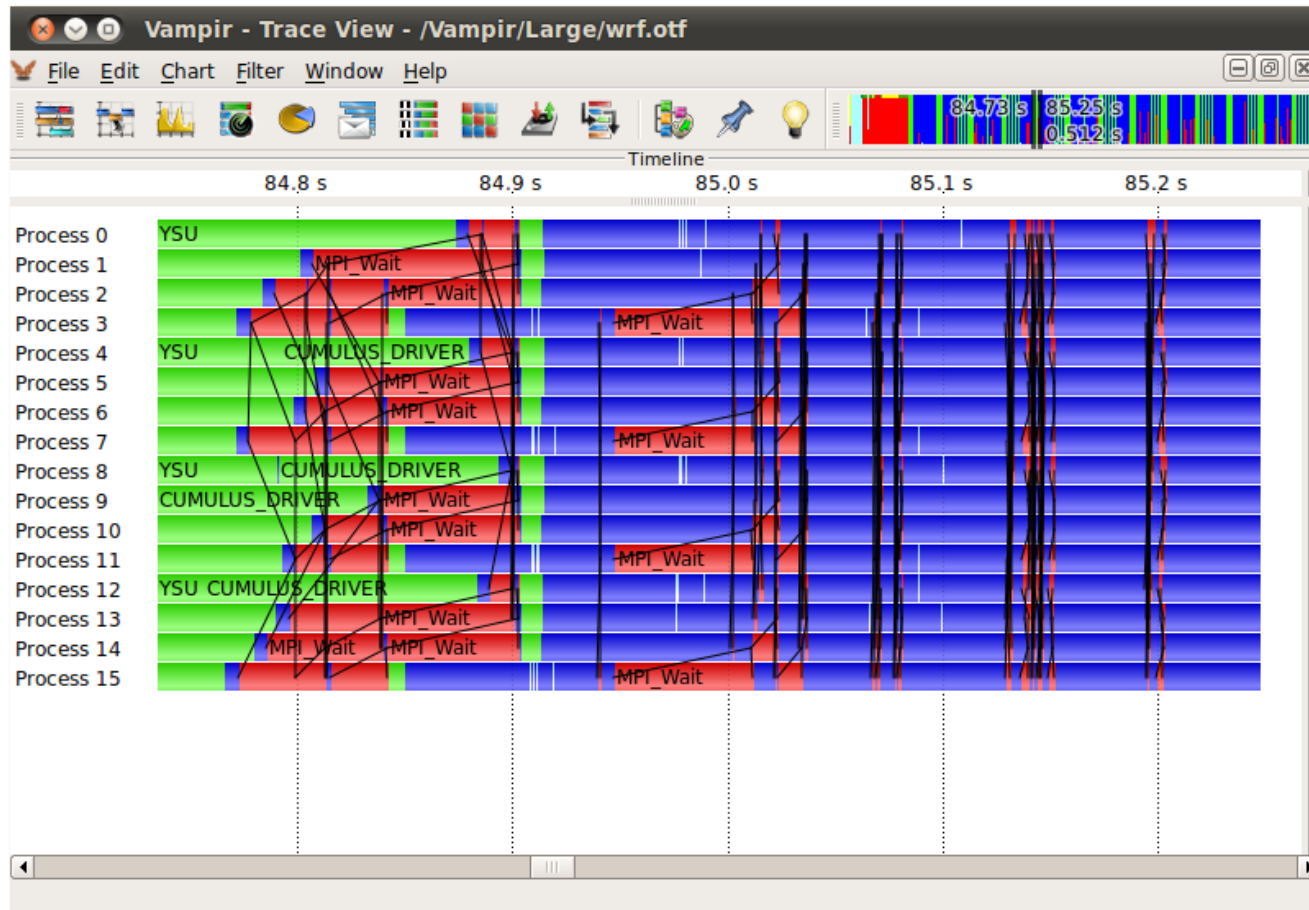 Vampir - Trace View - /Vampir/Large/wrf.otf
File Edit Chart Filter Window Help
84.73 s 85.25 s
0.512 s
Timeline
84.8 s 84.9 s 85.0 s 85.1 s 85.2 s
Process 0 YSU
Process 1 MPI_Wait
Process 2 MPI_Wait
Process 3 MPI_Wait
Process 4 YSU CUMULUS_DRIVER
Process 5 MPI_Wait
Process 6 MPI_Wait
Process 7 MPI_Wait
Process 8 YSU CUMULUS_DRIVER
Process 9 CUMULUS_DRIVER MPI_Wait
Process 10 MPI_Wait
Process 11 MPI_Wait
Process 12 YSU CUMULUS_DRIVER
Process 13 MPI_Wait
Process 14 MPI_Wait MPI_Wait
Process 15 MPI_Wait